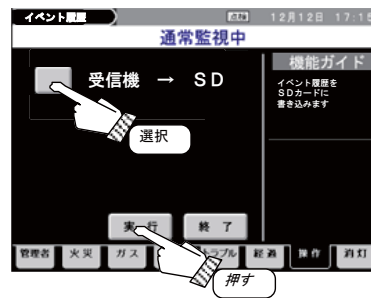 イベント履歴
12月12日 17:15
通常監視中
受信機 → SD
選択
機能ガイド
イベント履歴を
SDカードに
書き込みます
実行 終了
管理者 火災 ガス トラブル 経過 操作 消灯
押す